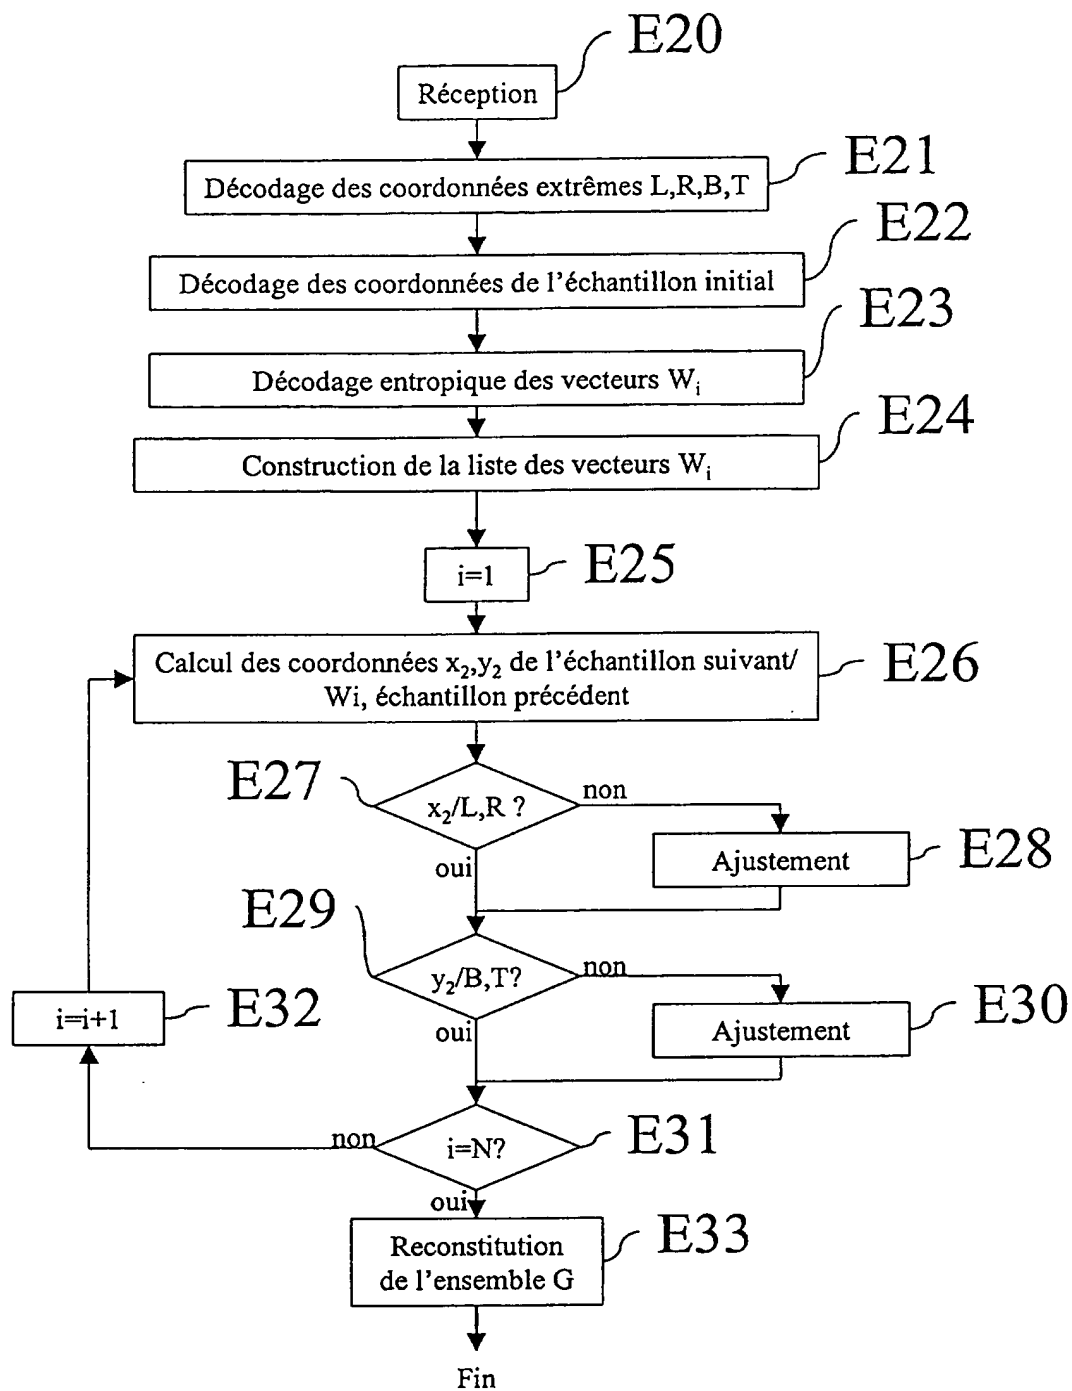 E20
Réception
E21
Décodage des coordonnées extrêmes L,R,B,T
E22
Décodage des coordonnées de l'échantillon initial
E23
Décodage entropique des vecteurs Wi
E24
Construction de la liste des vecteurs Wi
i=1
E25
Calcul des coordonnées x2,y2 de l'échantillon suivant/
Wi, échantillon précédent
E26
E27
x2/L,R ?
non
oui
Ajustement
E28
E29
y2/B,T?
non
oui
Ajustement
E30
i=i+1
E32
non
i=N?
E31
oui
Reconstitution
de l'ensemble G
E33
Fin